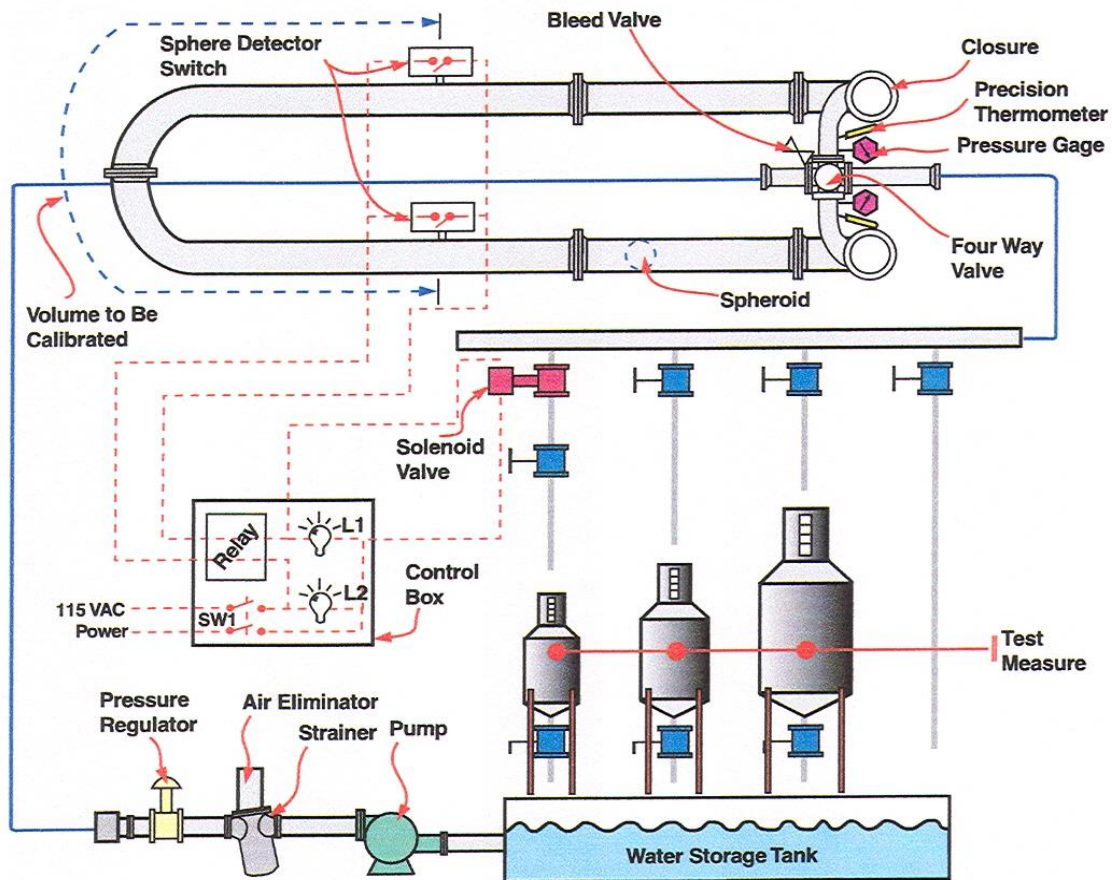 Bleed Valve
Sphere Detector
Switch
Closure
Precision
Thermometer
Pressure Gage
Four Way
Valve
Spheroid
Volume to Be
Calibrated
Solenoid
Valve
Relay
L1
L2
SW1
115 VAC
Power
Control
Box
Test
Measure
Pressure
Regulator
Air Eliminator
Strainer
Pump
Water Storage Tank